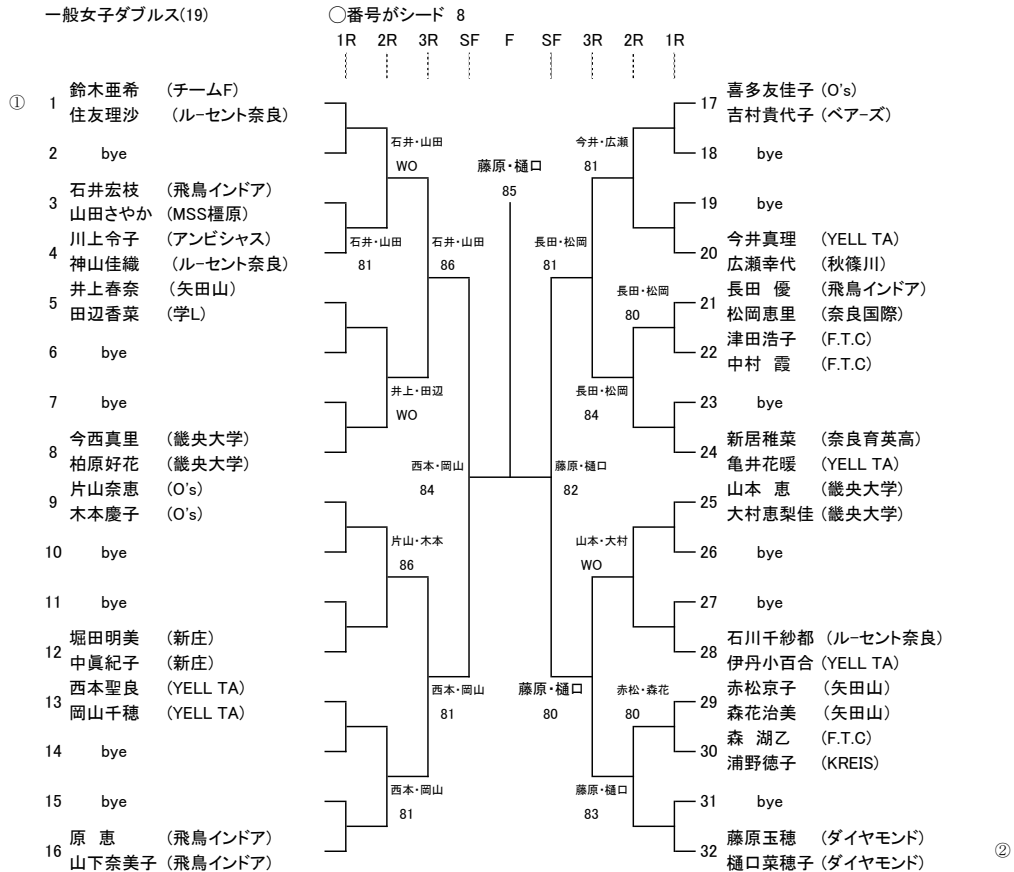 一般女子ダブルス(19)　◯番号がシード 8
1R 2R 3R SF F SF 3R 2R 1R
① 1 鈴木亜希 (チームF)
住友理沙 (ル-セント奈良)
2 bye
3 石井宏枝 (飛鳥インドア)
山田さやか (MSS橿原)
4 川上令子 (アンビシャス)
神山佳織 (ル-セント奈良)
5 井上春奈 (矢田山)
田辺香菜 (学L)
6 bye
7 bye
8 今西真里 (畿央大学)
柏原好花 (畿央大学)
9 片山奈恵 (O's)
木本慶子 (O's)
10 bye
11 bye
12 堀田明美 (新庄)
中眞紀子 (新庄)
13 西本聖良 (YELL TA)
岡山千穂 (YELL TA)
14 bye
15 bye
16 原 恵 (飛鳥インドア)
山下奈美子 (飛鳥インドア)
石井・山田
81
石井・山田
WO
井上・田辺
WO
片山・木本
86
西本・岡山
81
石井・山田
86
西本・岡山
81
西本・岡山
84
藤原・樋口
85
長田・松岡
81
藤原・樋口
82
藤原・樋口
80
今井・広瀬
81
長田・松岡
84
山本・大村
WO
藤原・樋口
83
長田・松岡
80
赤松・森花
80
17 喜多友佳子 (O's)
吉村貴代子 (ベア-ズ)
18 bye
19 bye
20 今井真理 (YELL TA)
広瀬幸代 (秋篠川)
21 長田 優 (飛鳥インドア)
松岡恵里 (奈良国際)
22 津田浩子 (F.T.C)
中村 霞 (F.T.C)
23 bye
24 新居稚菜 (奈良育英高)
亀井花暖 (YELL TA)
25 山本 恵 (畿央大学)
大村恵梨佳 (畿央大学)
26 bye
27 bye
28 石川千紗都 (ル-セント奈良)
伊丹小百合 (YELL TA)
29 赤松京子 (矢田山)
森花治美 (矢田山)
30 森 湖乙 (F.T.C)
浦野徳子 (KREIS)
31 bye
32 藤原玉穂 (ダイヤモンド) ②
樋口菜穂子 (ダイヤモンド)